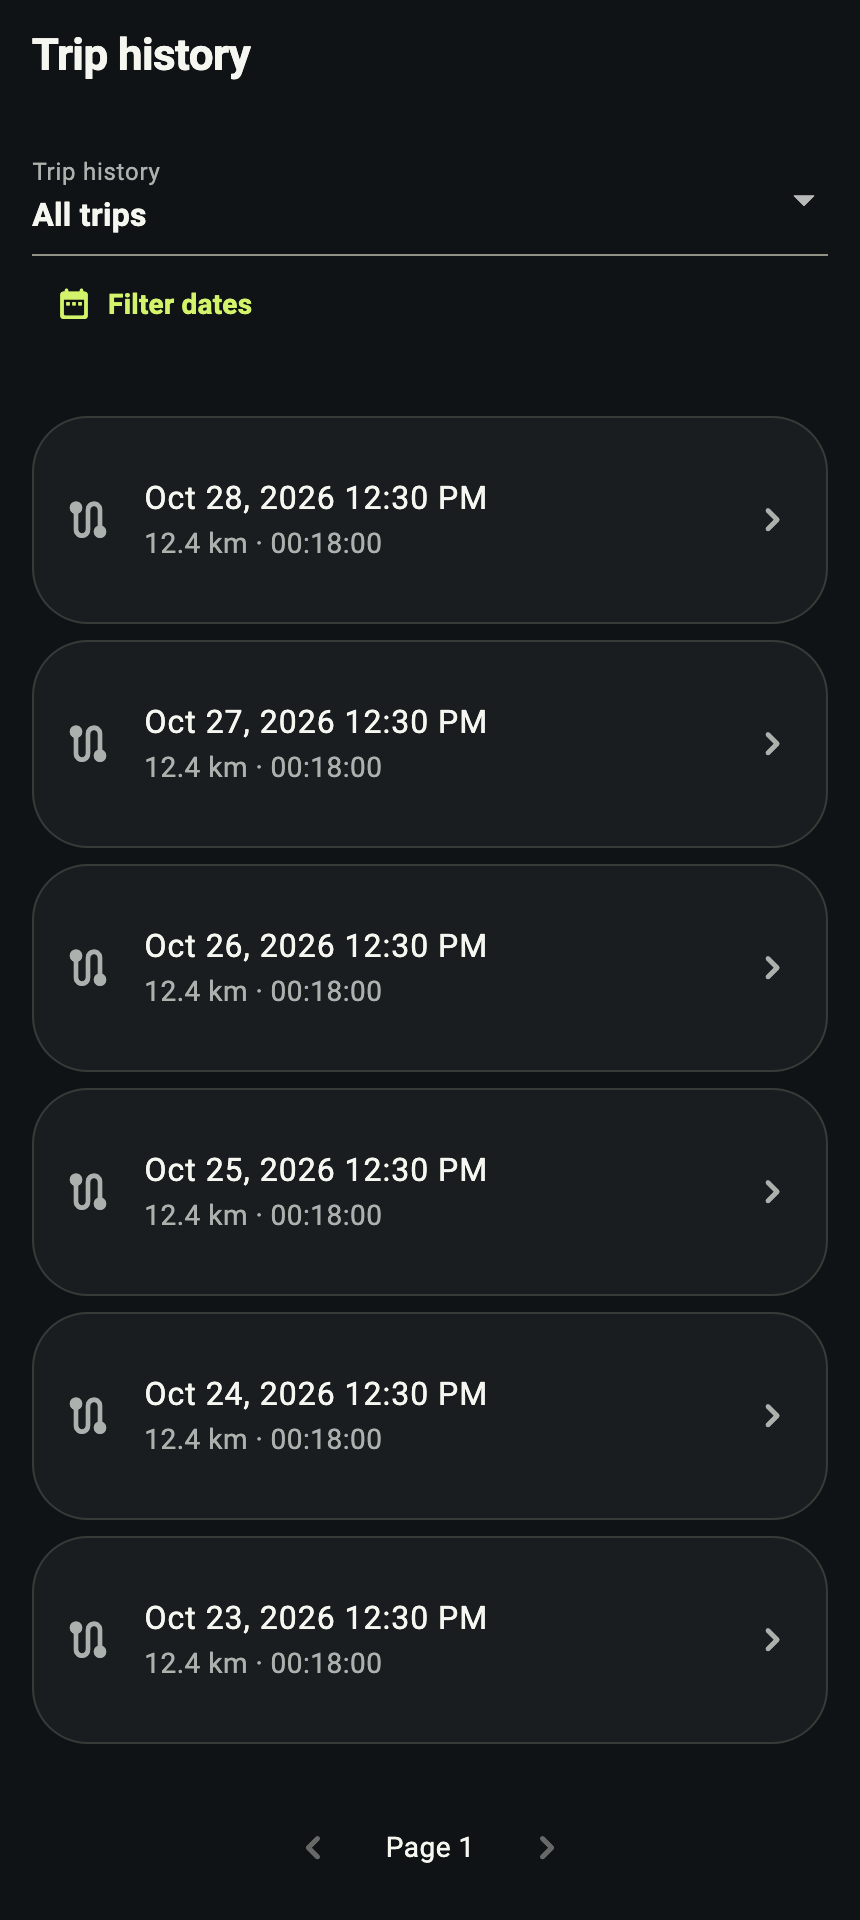 Trip history
Trip history
All trips
Filter dates
Oct 28, 2026 12:30 PM
12.4 km · 00:18:00
Oct 27, 2026 12:30 PM
12.4 km · 00:18:00
Oct 26, 2026 12:30 PM
12.4 km · 00:18:00
Oct 25, 2026 12:30 PM
12.4 km · 00:18:00
Oct 24, 2026 12:30 PM
12.4 km · 00:18:00
Oct 23, 2026 12:30 PM
12.4 km · 00:18:00
Page 1